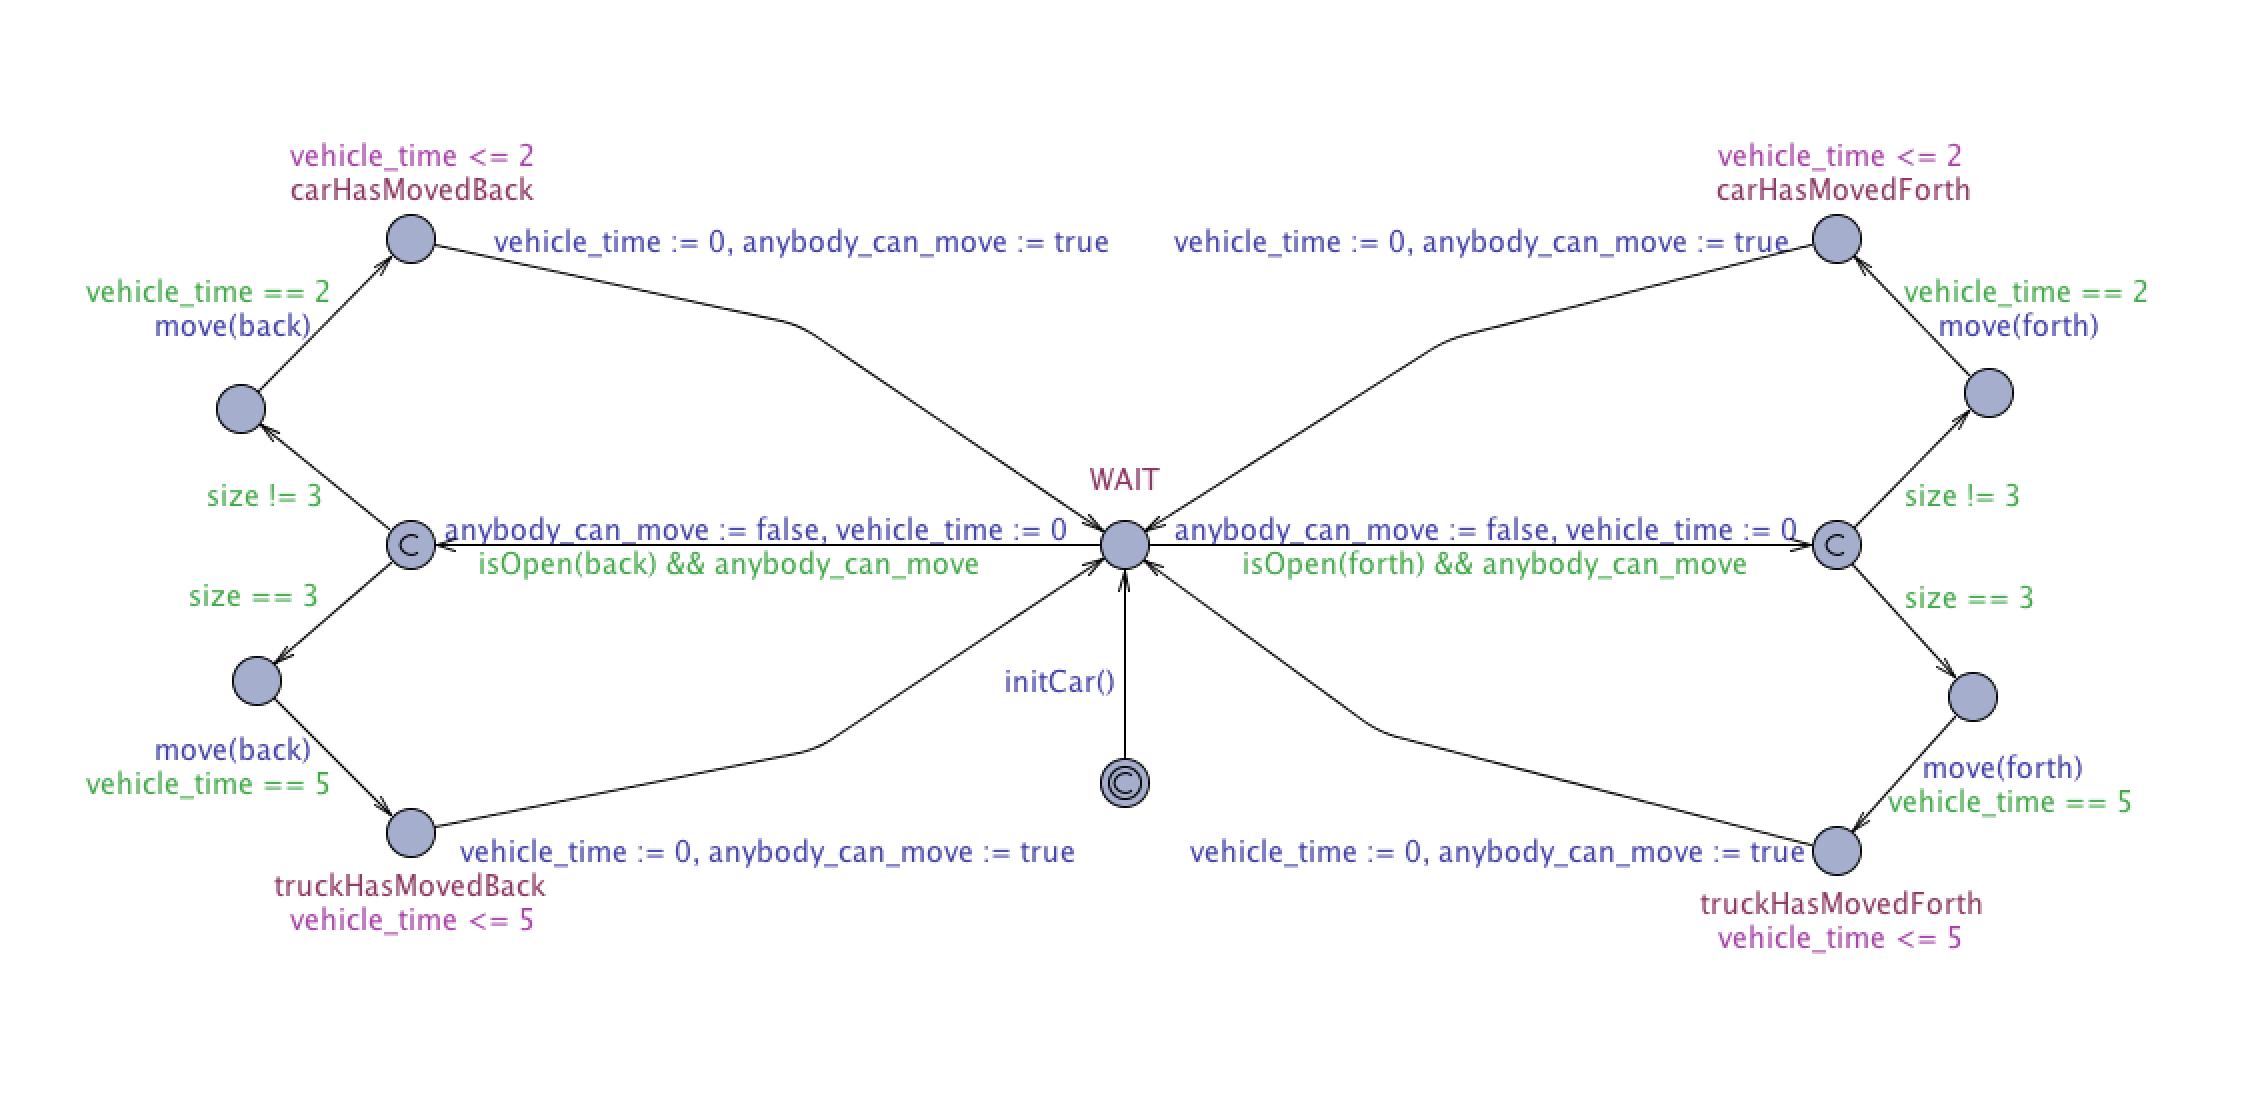 vehicle_time <= 2
carHasMovedBack
vehicle_time <= 2
carHasMovedForth
vehicle_time := 0, anybody_can_move := true
vehicle_time := 0, anybody_can_move := true
vehicle_time == 2
move(back)
vehicle_time == 2
move(forth)
size != 3
WAIT
size != 3
anybody_can_move := false, vehicle_time := 0
isOpen(back) && anybody_can_move
anybody_can_move := false, vehicle_time := 0
isOpen(forth) && anybody_can_move
C
C
size == 3
size == 3
initCar()
move(back)
vehicle_time == 5
C
move(forth)
vehicle_time == 5
vehicle_time := 0, anybody_can_move := true
vehicle_time := 0, anybody_can_move := true
truckHasMovedBack
vehicle_time <= 5
truckHasMovedForth
vehicle_time <= 5